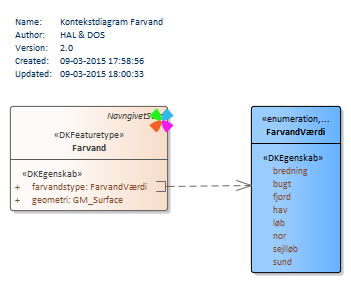 Name: Kontekstdiagram Farvand
Author: HAL & DOS
Version: 2.0
Created: 09-03-2015 17:58:56
Updated: 09-03-2015 18:00:33
«DKFeaturetype»
Farvand
«DKEgenskab»
+ farvandstype: FarvandVærdi
+ geometri: GM_Surface
«enumeration,...
FarvandVærdi
«DKEgenskab»
bredning
bugt
fjord
hav
løb
nor
sejlløb
sund